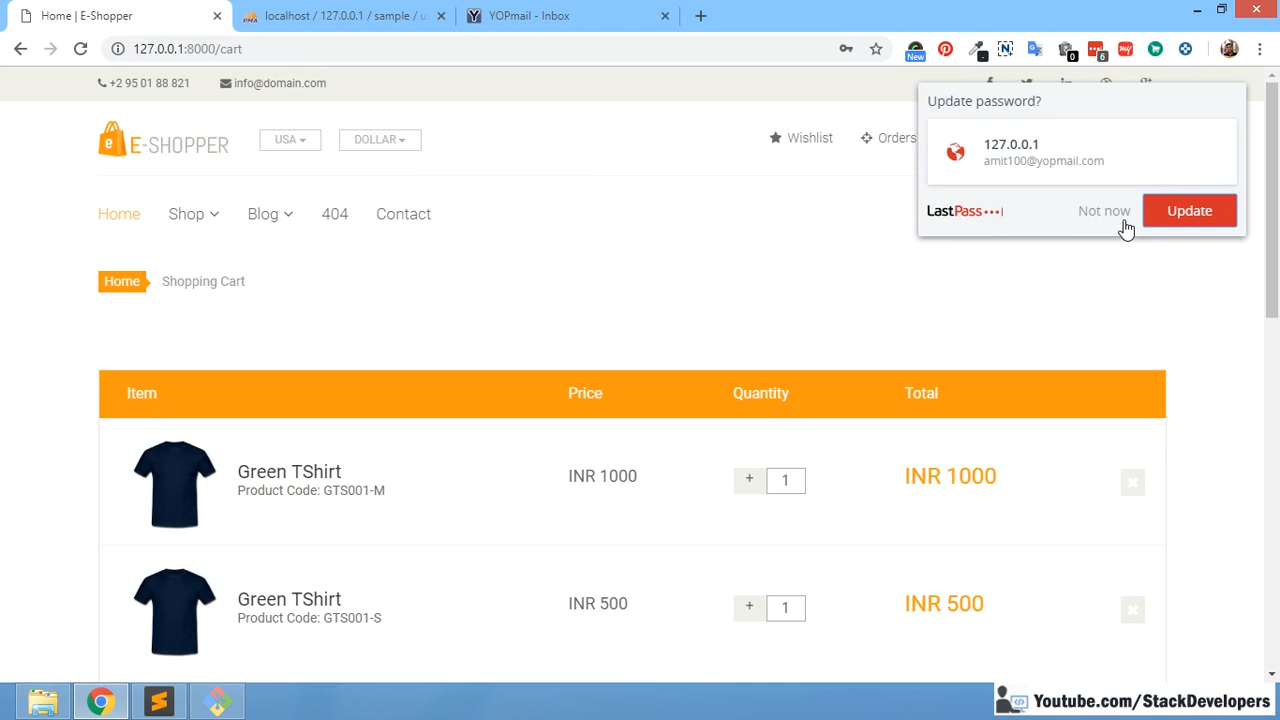 Home | E-Shopper
localhost / 127.0.0.1 / sample / u
YOPmail - Inbox
127.0.0.1:8000/cart
New
0
6
+2 95 01 88 821
info@domain.com
Update password?
127.0.0.1
amit100@yopmail.com
LastPass
Not now
Update
E-SHOPPER
USA
DOLLAR
Wishlist
Orders
Home
Shop
Blog
404
Contact
Home
Shopping Cart
Item
Price
Quantity
Total
Green TShirt
Product Code: GTS001-M
INR 1000
+
1
INR 1000
Green TShirt
Product Code: GTS001-S
INR 500
+
1
INR 500
Youtube.com/StackDevelopers